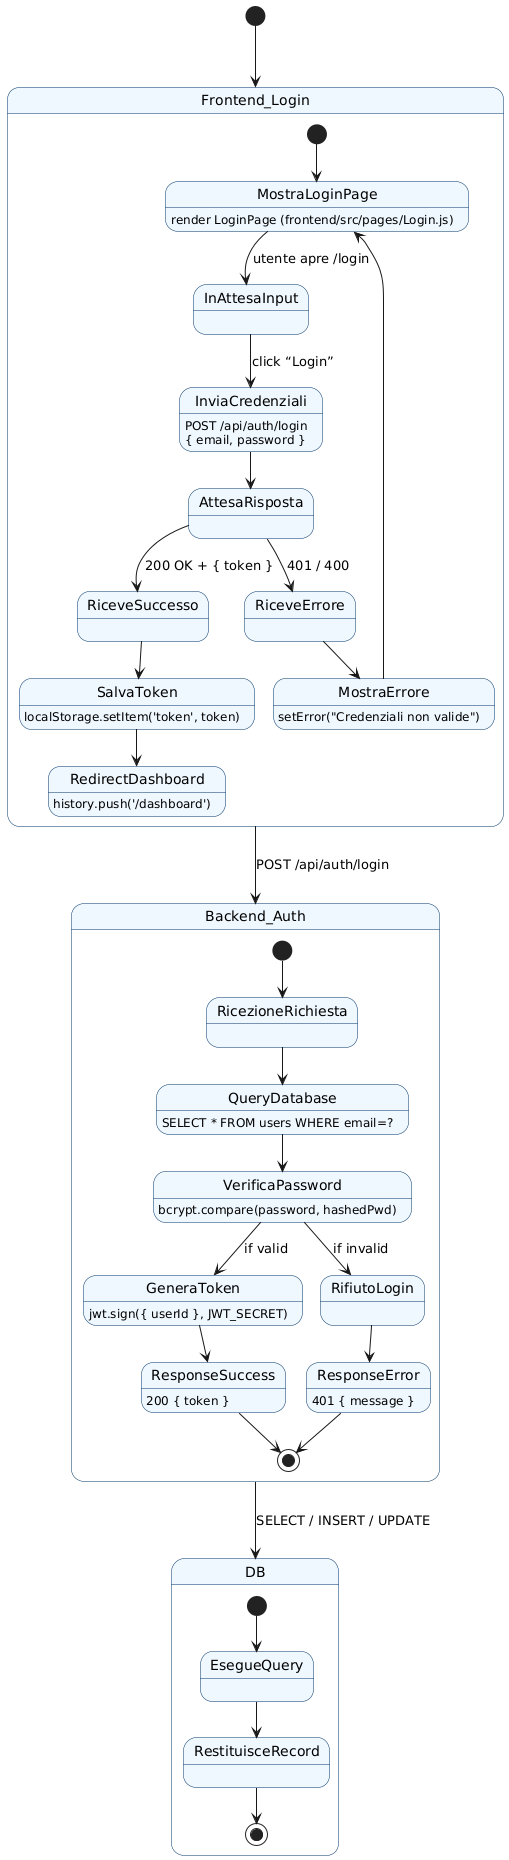 Frontend_Login
MostraLoginPage
render LoginPage (frontend/src/pages/Login.js)
utente apre /login
InAttesaInput
click “Login”
InviaCredenziali
POST /api/auth/login
{ email, password }
AttesaRisposta
200 OK + { token }
401 / 400
RiceveSuccesso
RiceveErrore
SalvaToken
localStorage.setItem('token', token)
MostraErrore
setError("Credenziali non valide")
RedirectDashboard
history.push('/dashboard')
POST /api/auth/login
Backend_Auth
RicezioneRichiesta
QueryDatabase
SELECT * FROM users WHERE email=?
VerificaPassword
bcrypt.compare(password, hashedPwd)
if valid
if invalid
GeneraToken
jwt.sign({ userId }, JWT_SECRET)
RifiutoLogin
ResponseSuccess
200 { token }
ResponseError
401 { message }
SELECT / INSERT / UPDATE
DB
EsegueQuery
RestituisceRecord